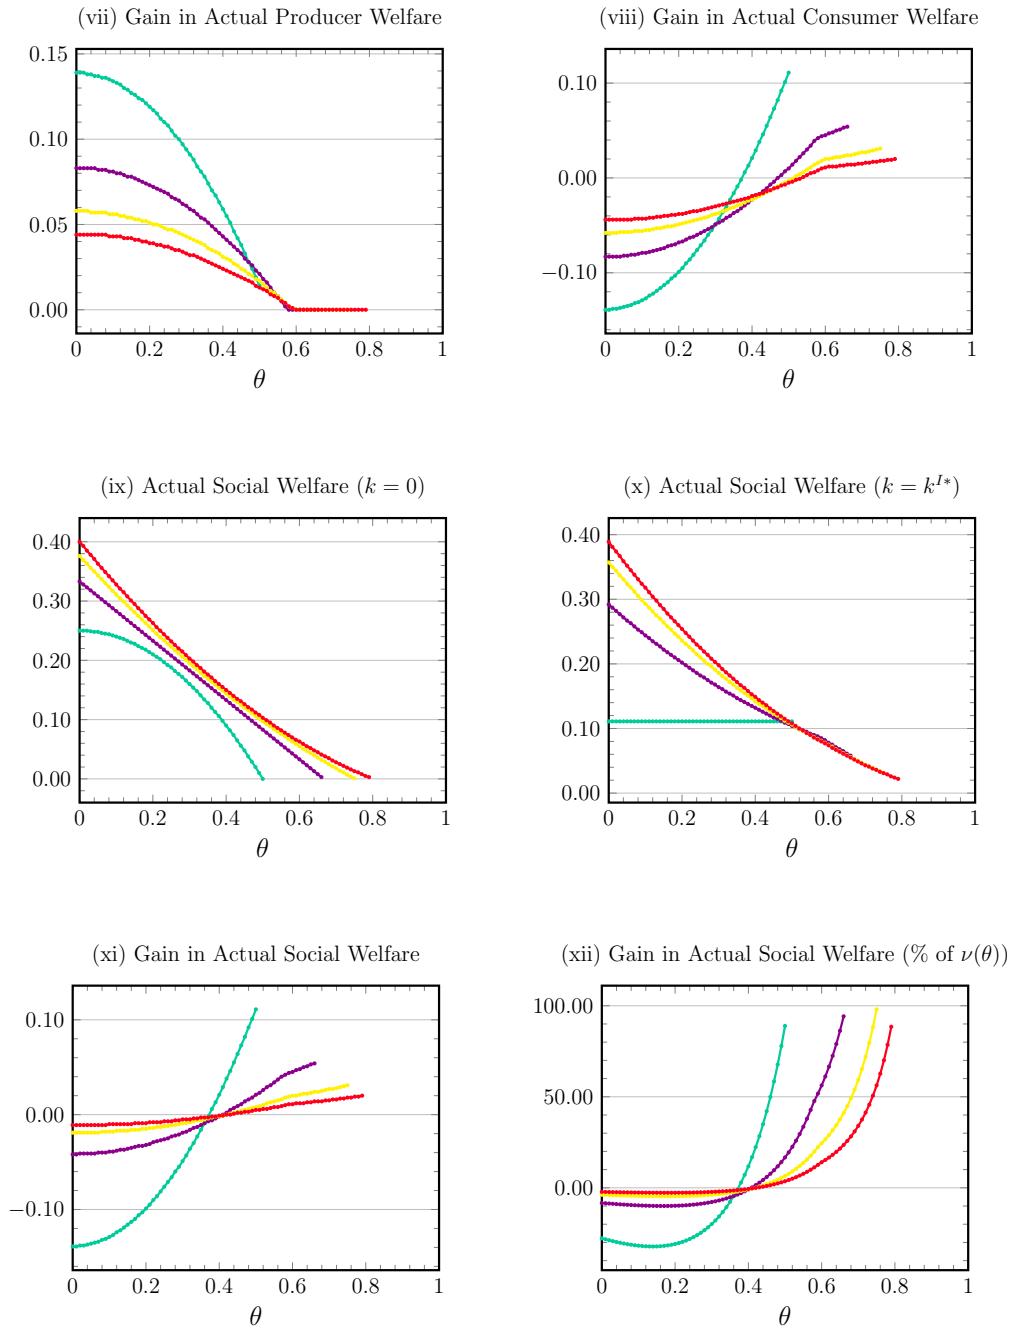 (vii) Gain in Actual Producer Welfare
0.15
0.10
0.05
0.00
0 0.2 0.4 0.6 0.8 1
θ
(viii) Gain in Actual Consumer Welfare
0.10
0.00
−0.10
0 0.2 0.4 0.6 0.8 1
θ
(ix) Actual Social Welfare (k = 0)
0.40
0.30
0.20
0.10
0.00
0 0.2 0.4 0.6 0.8 1
θ
(x) Actual Social Welfare (k = k^{I*})
0.40
0.30
0.20
0.10
0.00
0 0.2 0.4 0.6 0.8 1
θ
(xi) Gain in Actual Social Welfare
0.10
0.00
−0.10
0 0.2 0.4 0.6 0.8 1
θ
(xii) Gain in Actual Social Welfare (% of ν(θ))
100.00
50.00
0.00
0 0.2 0.4 0.6 0.8 1
θ